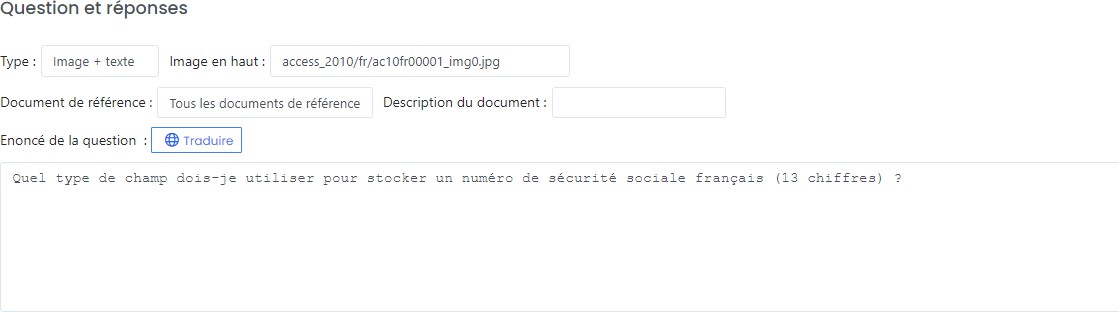 Question et réponses
Type : Image + texte Image en haut : access_2010/fr/ac10fr00001_img0.jpg
Document de référence : Tous les documents de référence Description du document :
Enoncé de la question : Traduire
Quel type de champ dois-je utiliser pour stocker un numéro de sécurité sociale français (13 chiffres) ?